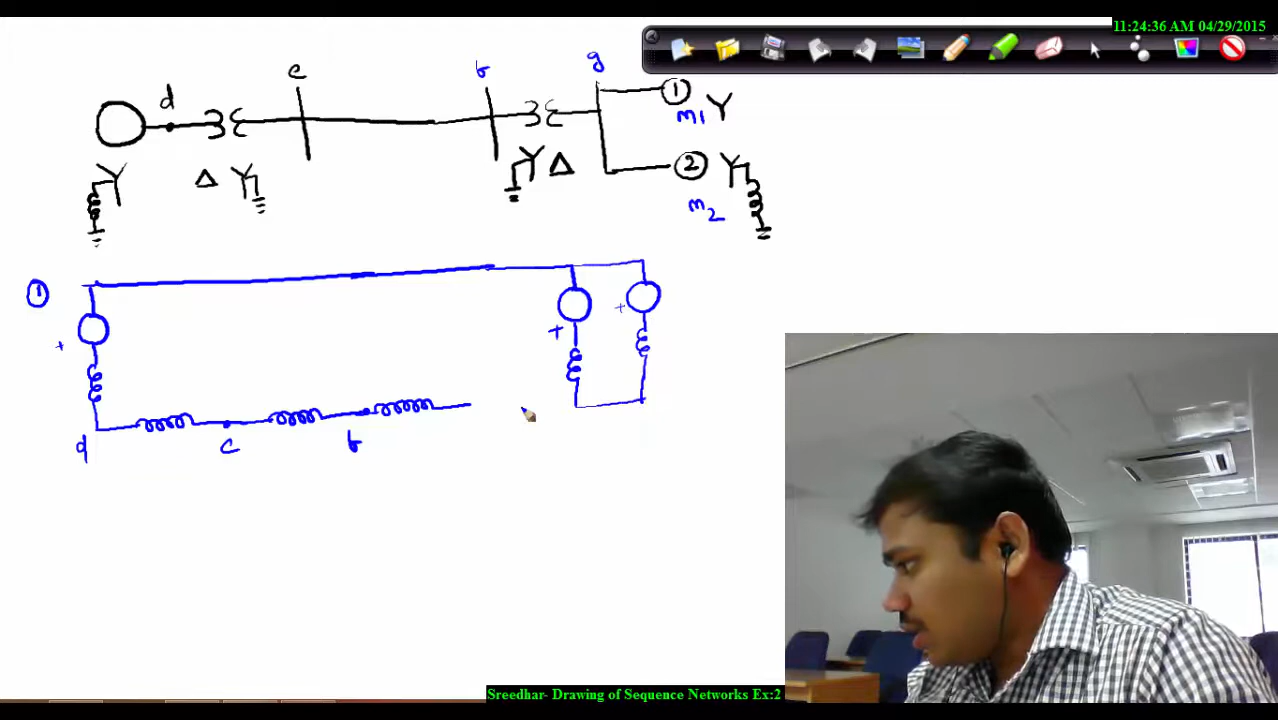 11:24:36 AM 04/29/2015
d
c
b
g
1
m1 Y
Y
Δ Y
Y Δ
2 Y
m2
1
+
+
+
d
c
b
Sreedhar- Drawing of Sequence Networks Ex:2